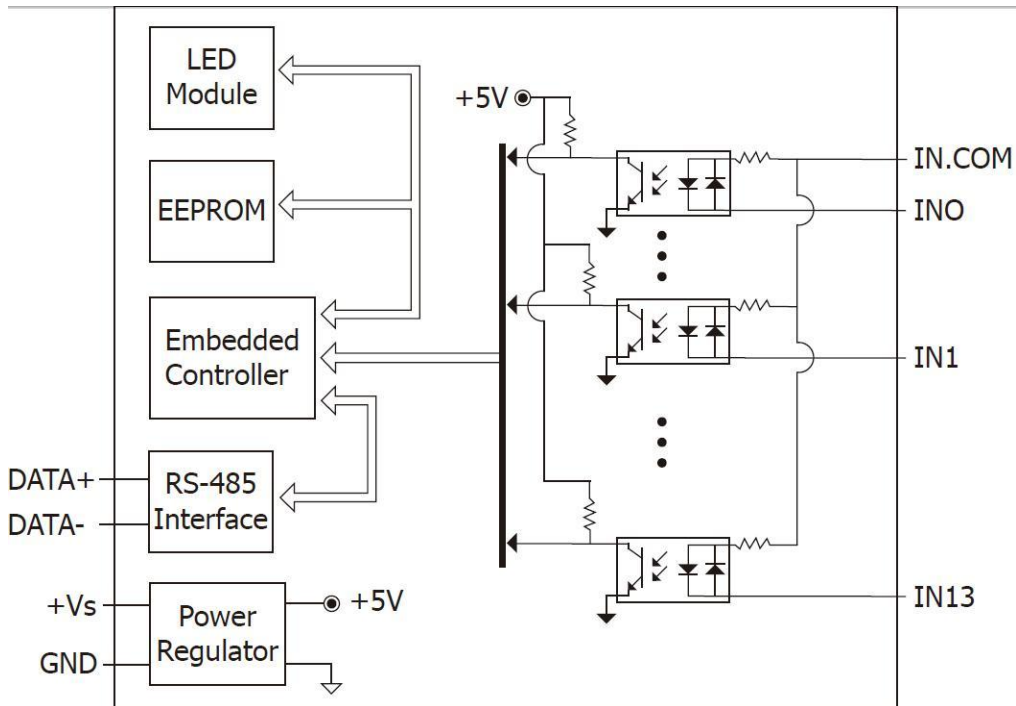 LED
Module
EEPROM
Embedded
Controller
RS-485
Interface
DATA+
DATA-
Power
Regulator
+Vs
GND
+5V
+5V
IN.COM
INO
IN1
IN13